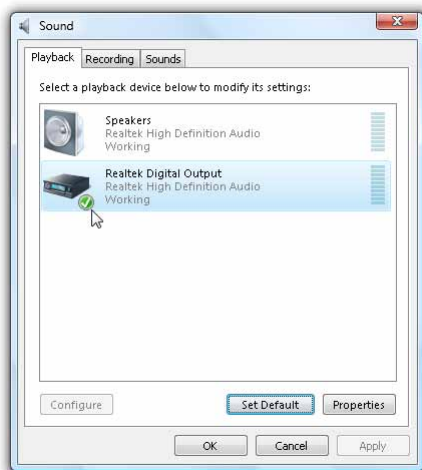 Sound
Playback Recording Sounds
Select a playback device below to modify its settings:
Speakers
Realtek High Definition Audio
Working
Realtek Digital Output
Realtek High Definition Audio
Working
Configure Set Default Properties
OK Cancel Apply